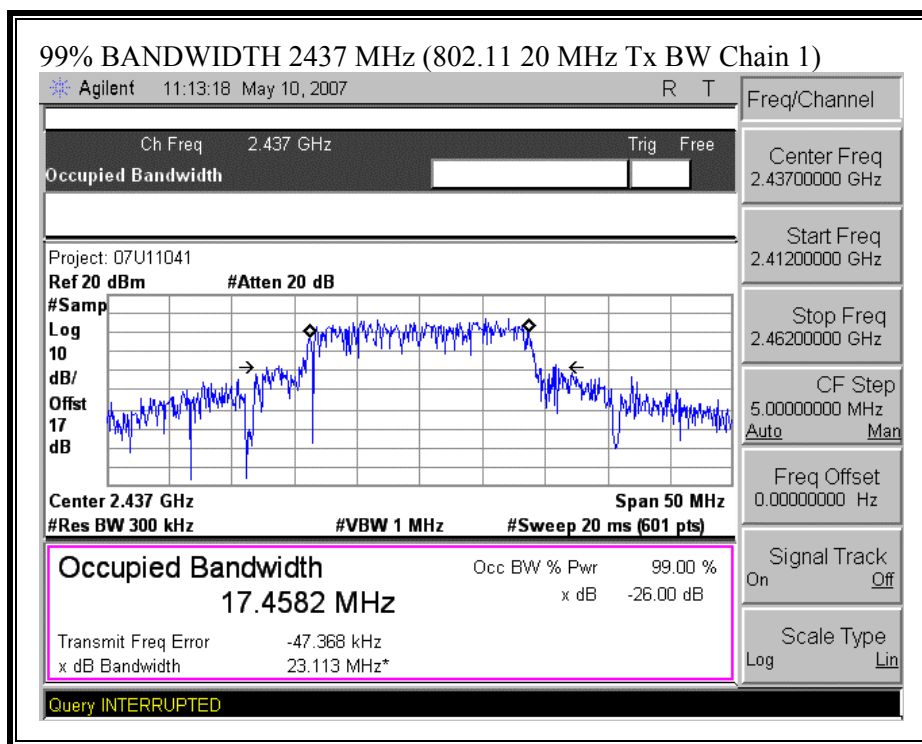 99% BANDWIDTH 2437 MHz (802.11 20 MHz Tx BW Chain 1)
Agilent 11:13:18 May 10, 2007 R T
Freq/Channel
Ch Freq 2.437 GHz Trig Free
Occupied Bandwidth
Center Freq
2.43700000 GHz
Start Freq
2.41200000 GHz
Stop Freq
2.46200000 GHz
CF Step
5.00000000 MHz
Auto Man
Freq Offset
0.00000000 Hz
Signal Track
On Off
Scale Type
Log Lin
Project: 07U11041
Ref 20 dBm #Atten 20 dB
#Samp
Log
10
dB/
Offst
17
dB
Center 2.437 GHz Span 50 MHz
#Res BW 300 kHz #VBW 1 MHz #Sweep 20 ms (601 pts)
Occupied Bandwidth Occ BW % Pwr 99.00 %
17.4582 MHz x dB -26.00 dB
Transmit Freq Error -47.368 kHz
x dB Bandwidth 23.113 MHz*
Query INTERRUPTED